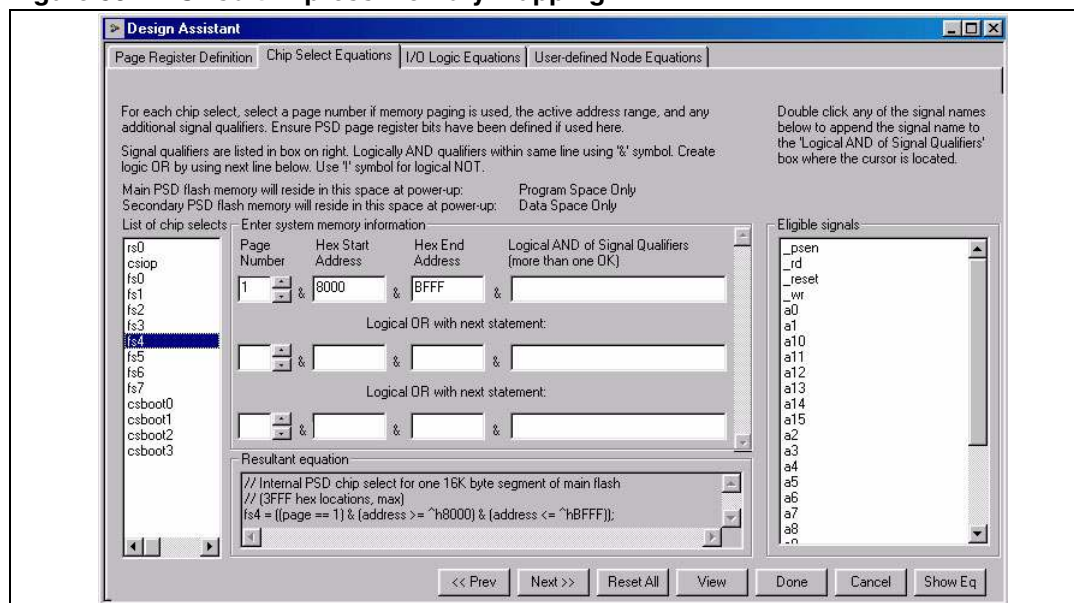 Design Assistant
Page Register Definition Chip Select Equations I/O Logic Equations User-defined Node Equations
For each chip select, select a page number if memory paging is used, the active address range, and any
additional signal qualifiers. Ensure PSD page register bits have been defined if used here.
Signal qualifiers are listed in box on right. Logically AND qualifiers within same line using '&' symbol. Create
logic OR by using next line below. Use '!' symbol for logical NOT.
Main PSD flash memory will reside in this space at power-up: Program Space Only
Secondary PSD flash memory will reside in this space at power-up: Data Space Only
Double click any of the signal names
below to append the signal name to
the 'Logical AND of Signal Qualifiers'
box where the cursor is located.
List of chip selects
rs0
csiop
fs0
fs1
fs2
fs3
fs4
fs5
fs6
fs7
csboot0
csboot1
csboot2
csboot3
Enter system memory information
Page Number
Hex Start Address
Hex End Address
Logical AND of Signal Qualifiers
(more than one OK)
1 & 8000 & BFFF &
Logical OR with next statement:
& & &
Logical OR with next statement:
& & &
Resultant equation
// Internal PSD chip select for one 16K byte segment of main flash
// (3FFF hex locations, max)
fs4 = ((page == 1) & (address >= ^h8000) & (address <= ^hBFFF));
Eligible signals
_psen
_rd
_reset
_wr
a0
a1
a10
a11
a12
a13
a14
a15
a2
a3
a4
a5
a6
a7
a8
<< Prev Next >> Reset All View Done Cancel Show Eq